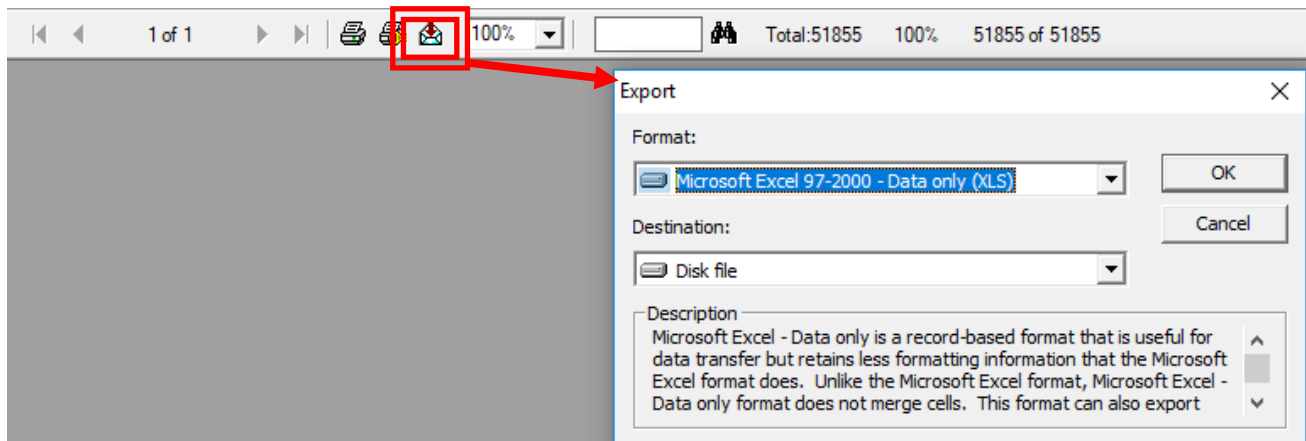 1 of 1 100% Total:51855 100% 51855 of 51855
Export
Format:
Microsoft Excel 97-2000 - Data only (XLS)
OK
Destination:
Cancel
Disk file
Description
Microsoft Excel - Data only is a record-based format that is useful for
data transfer but retains less formatting information that the Microsoft
Excel format does. Unlike the Microsoft Excel format, Microsoft Excel -
Data only format does not merge cells. This format can also export